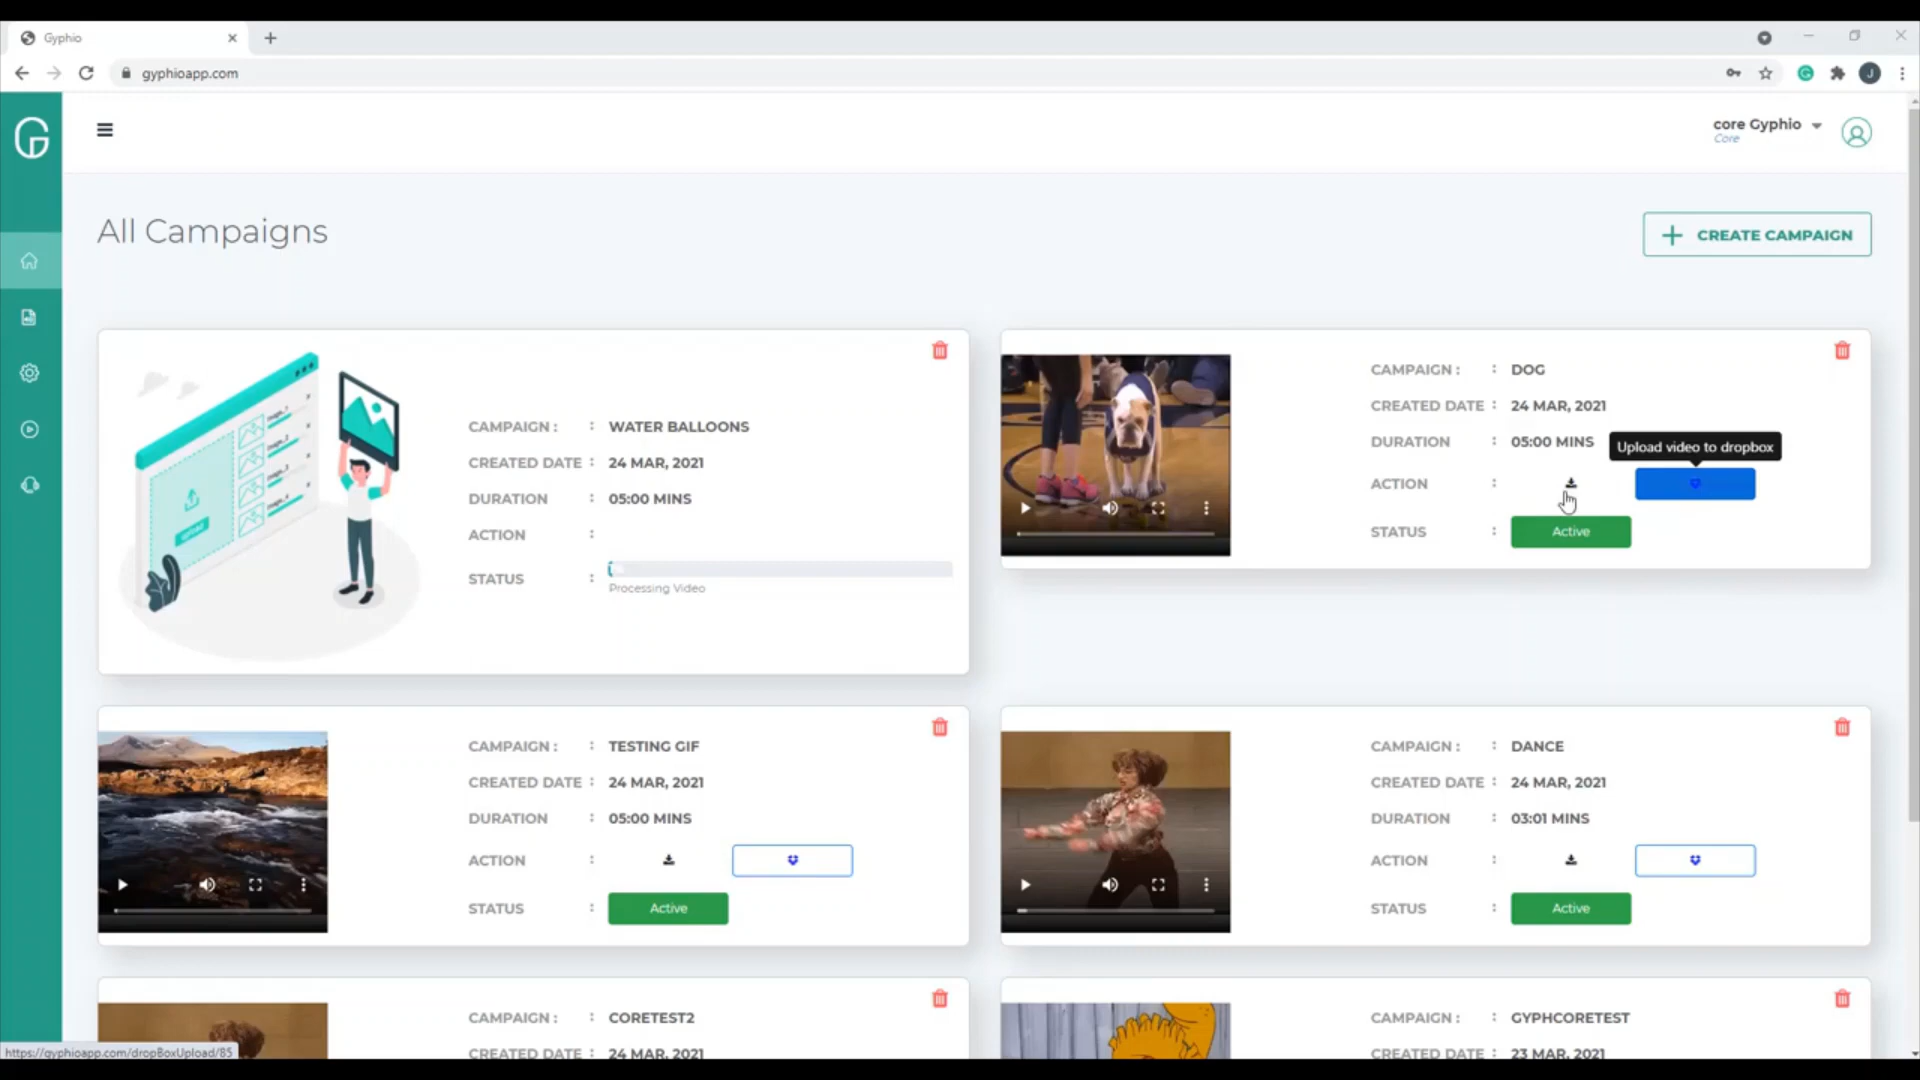 Gyphio
gyphioapp.com
core Gyphio
Core
All Campaigns
CREATE CAMPAIGN
CAMPAIGN : : WATER BALLOONS
CREATED DATE : 24 MAR, 2021
DURATION : 05:00 MINS
ACTION :
STATUS :
Processing Video
CAMPAIGN : : DOG
CREATED DATE : 24 MAR, 2021
DURATION : 05:00 MINS
Upload video to dropbox
ACTION :
STATUS : Active
CAMPAIGN : : TESTING GIF
CREATED DATE : 24 MAR, 2021
DURATION : 05:00 MINS
ACTION :
STATUS : Active
CAMPAIGN : : DANCE
CREATED DATE : 24 MAR, 2021
DURATION : 03:01 MINS
ACTION :
STATUS : Active
CAMPAIGN : : CORETEST2
CREATED DATE : 24 MAR, 2021
CAMPAIGN : : GYPHCORETEST
CREATED DATE : 23 MAR, 2021
https://gyphioapp.com/dropBoxUpload/85